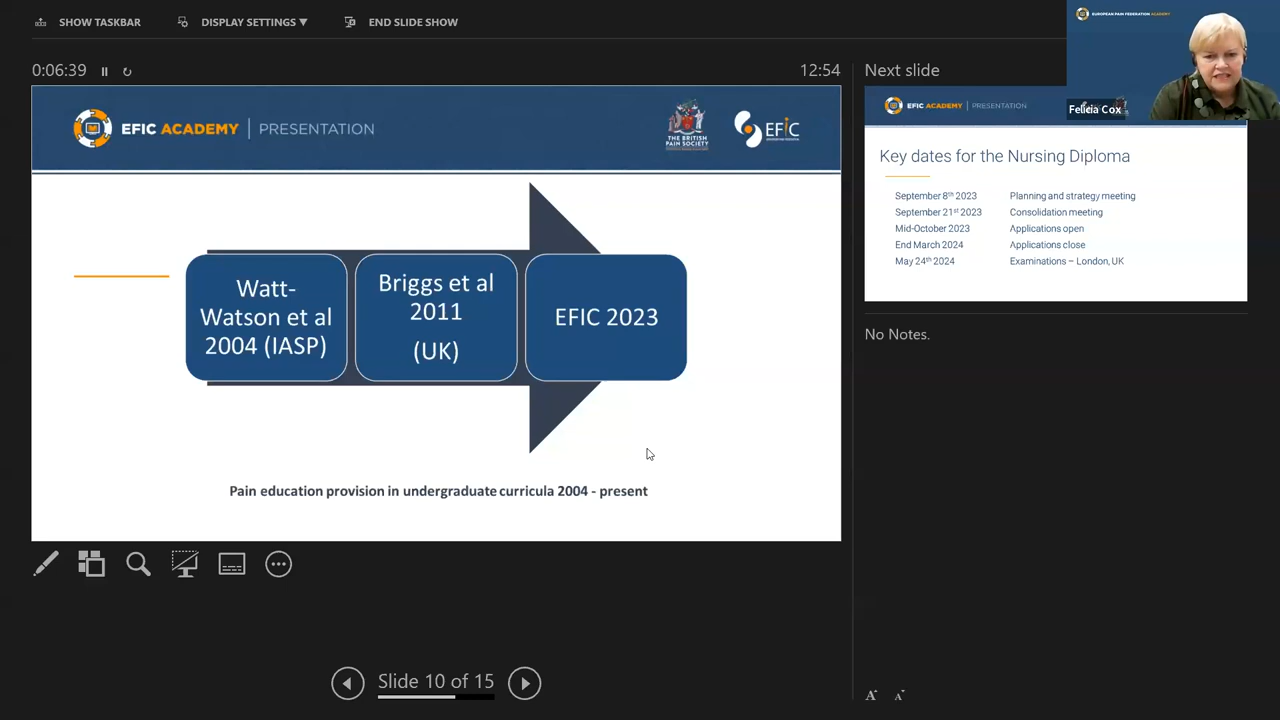 SHOW TASKBAR
DISPLAY SETTINGS ▼
END SLIDE SHOW
EUROPEAN PAIN FEDERATION ACADEMY
Felicia Cox
0:06:39
12:54
Next slide
EFIC ACADEMY | PRESENTATION
THE BRITISH
PAIN SOCIETY
EFIC
Watt-
Watson et al
2004 (IASP)
Briggs et al
2011
(UK)
EFIC 2023
Pain education provision in undergraduate curricula 2004 - present
EFIC ACADEMY | PRESENTATION
Key dates for the Nursing Diploma
September 8th 2023 Planning and strategy meeting
September 21st 2023 Consolidation meeting
Mid-October 2023 Applications open
End March 2024 Applications close
May 24th 2024 Examinations – London, UK
No Notes.
Slide 10 of 15
A A